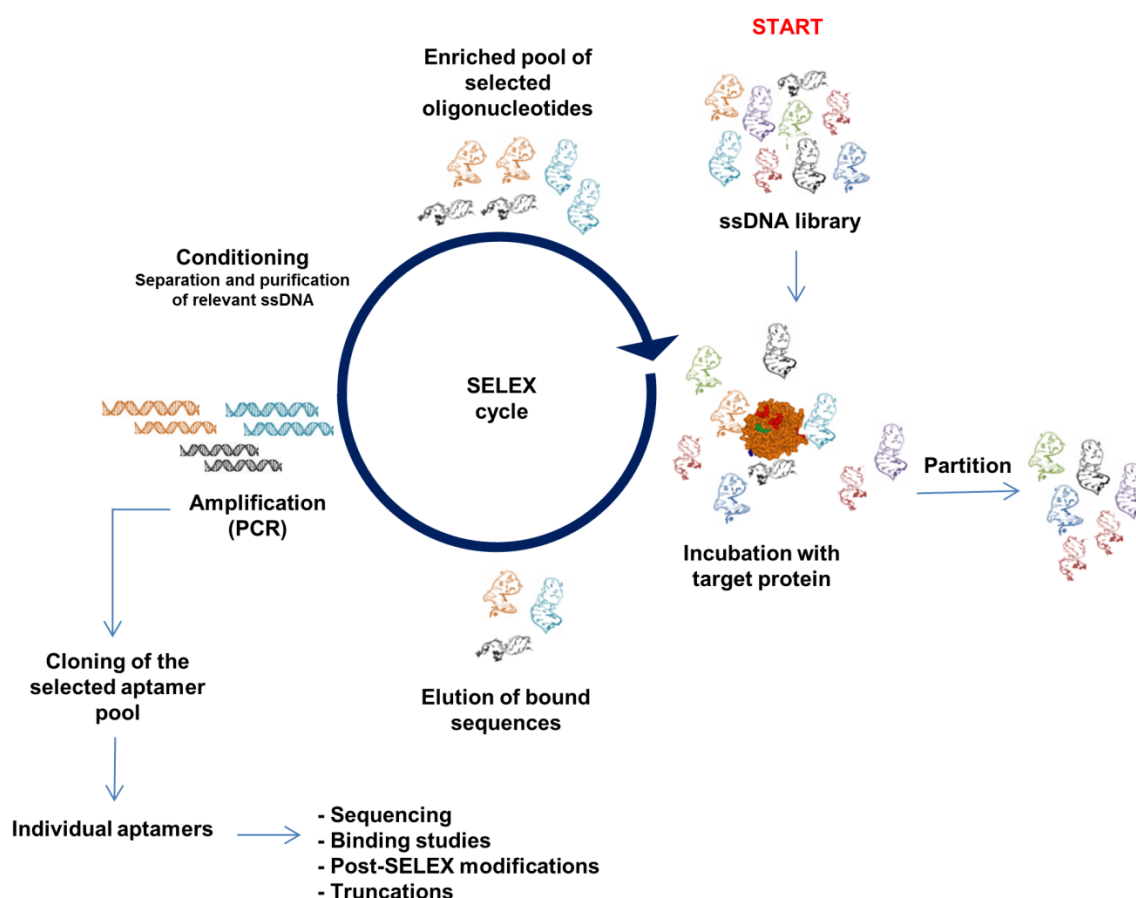 START
ssDNA library
Incubation with
target protein
Partition
Elution of bound
sequences
Amplification
(PCR)
Conditioning
Separation and purification
of relevant ssDNA
Enriched pool of
selected
oligonucleotides
SELEX
cycle
Cloning of the
selected aptamer
pool
Individual aptamers
- Sequencing
- Binding studies
- Post-SELEX modifications
- Truncations